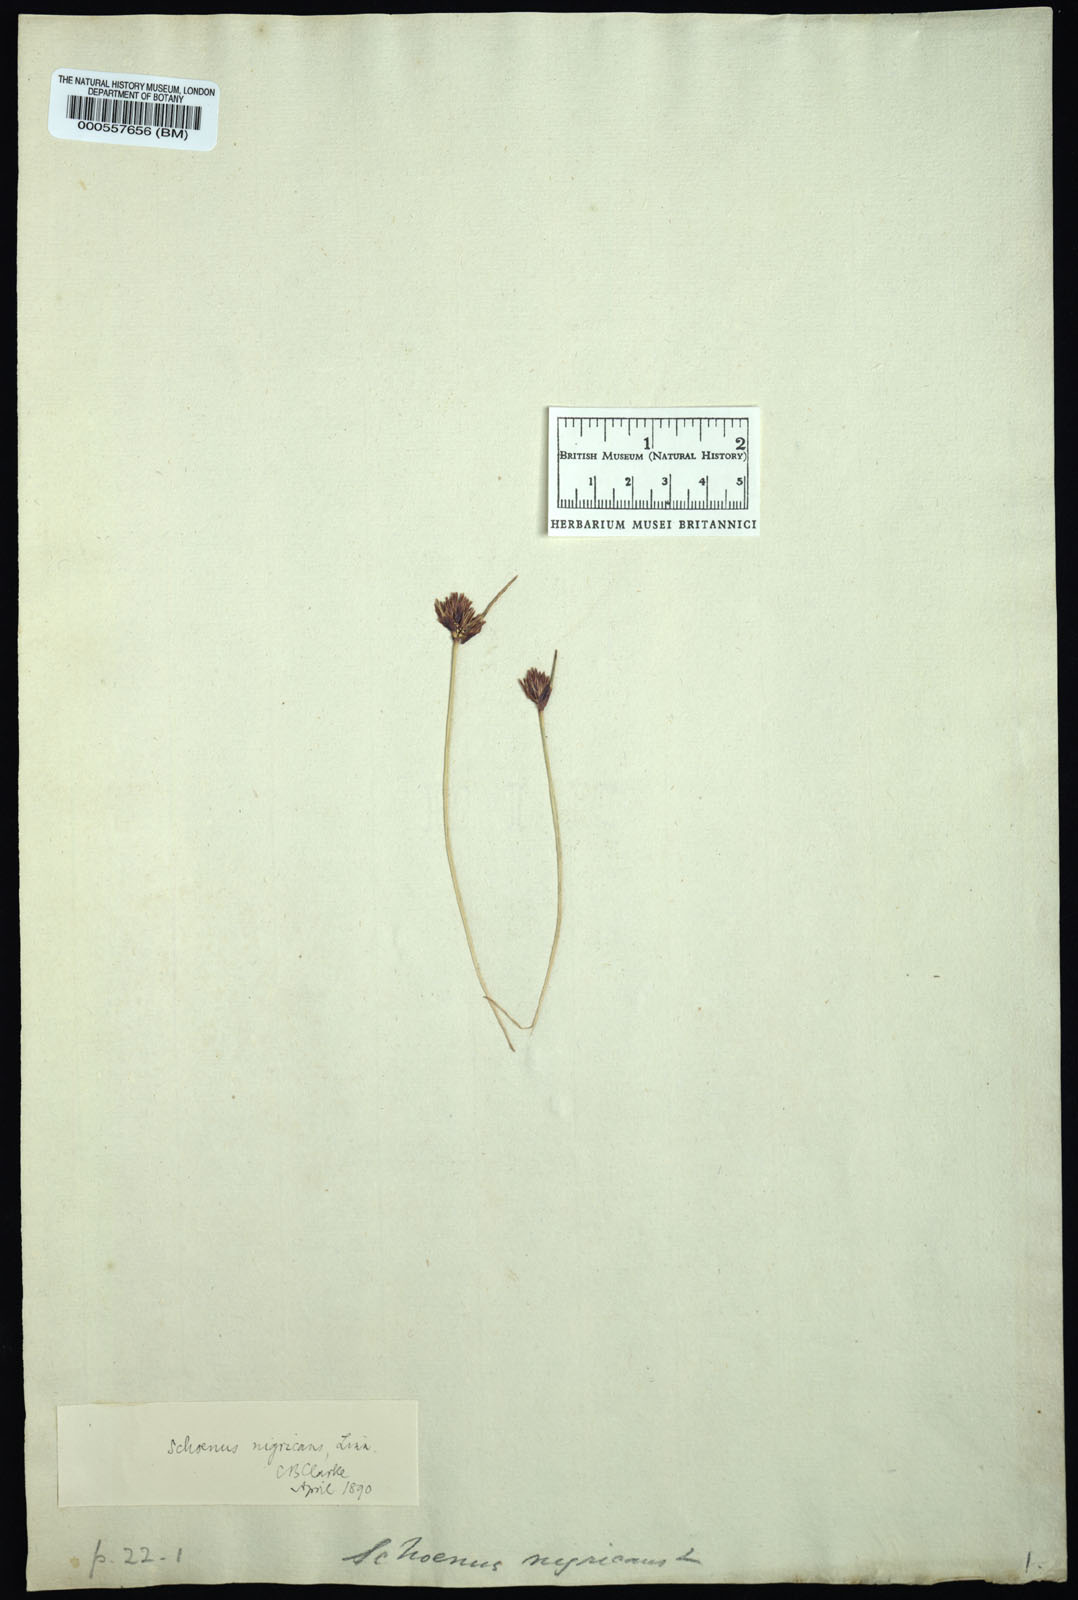 THE NATURAL HISTORY MUSEUM, LONDON
DEPARTMENT OF BOTANY
000557656 (BM)
1 2
BRITISH MUSEUM (NATURAL HISTORY)
1 2 3 4 5
HERBARIUM MUSEI BRITANNICI
Schoenus nigricans, Linn.
CBClarke
April 1890
p. 22-1 Schoenus nigricans L 1.